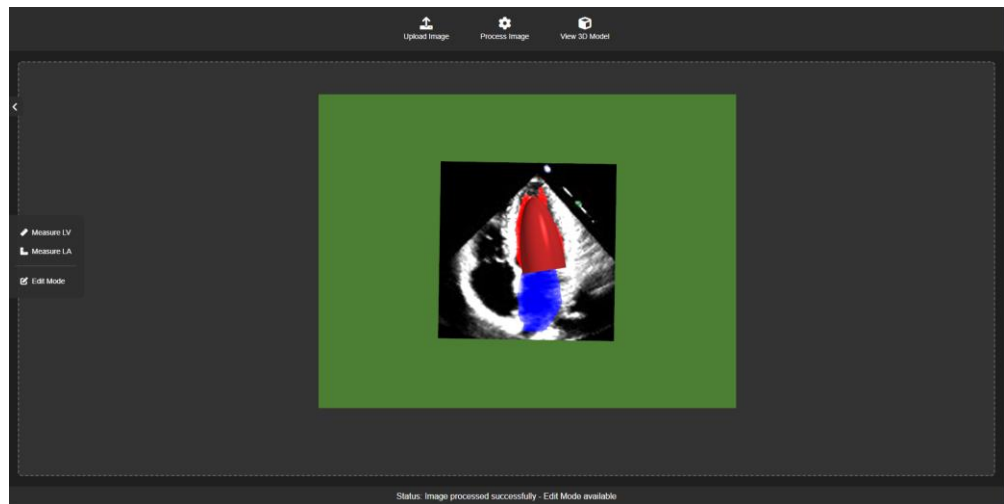 Upload Image
Process Image
View 3D Model
Measure LV
Measure LA
Edit Mode
Status: Image processed successfully - Edit Mode available